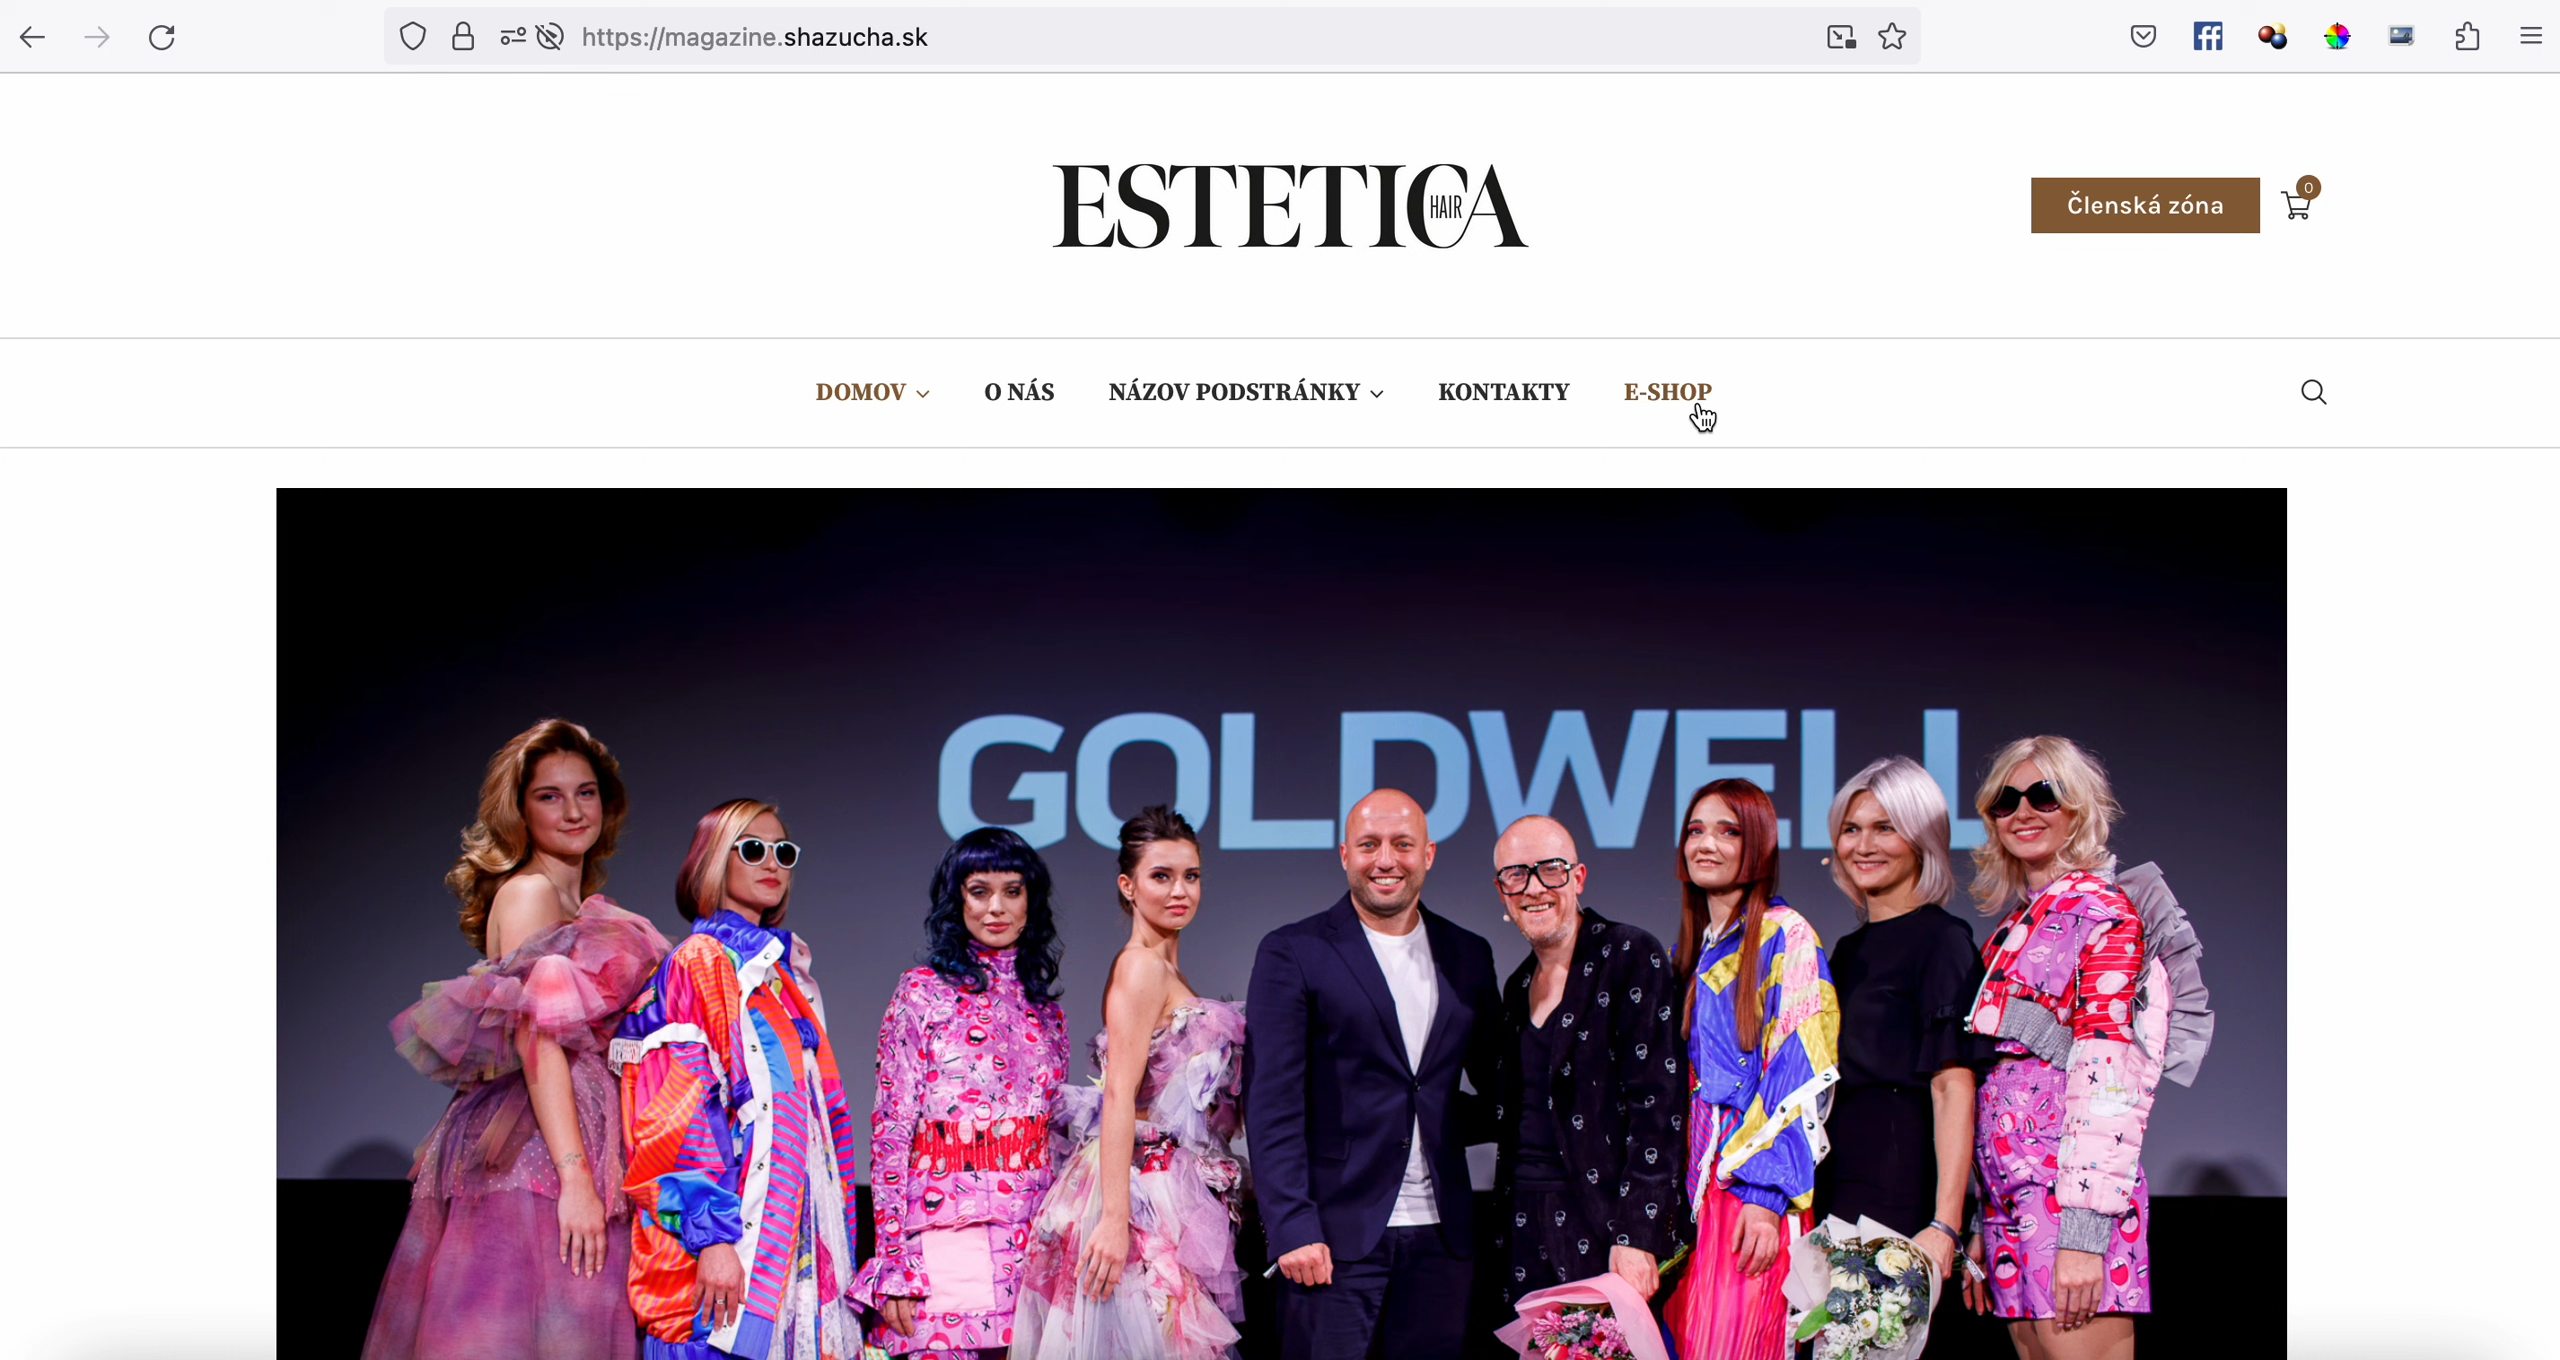 https://magazine.shazucha.sk
ESTETICA
HAIR
Členská zóna
0
DOMOV
O NÁS
NÁZOV PODSTRÁNKY
KONTAKTY
E-SHOP
GOLDWELL